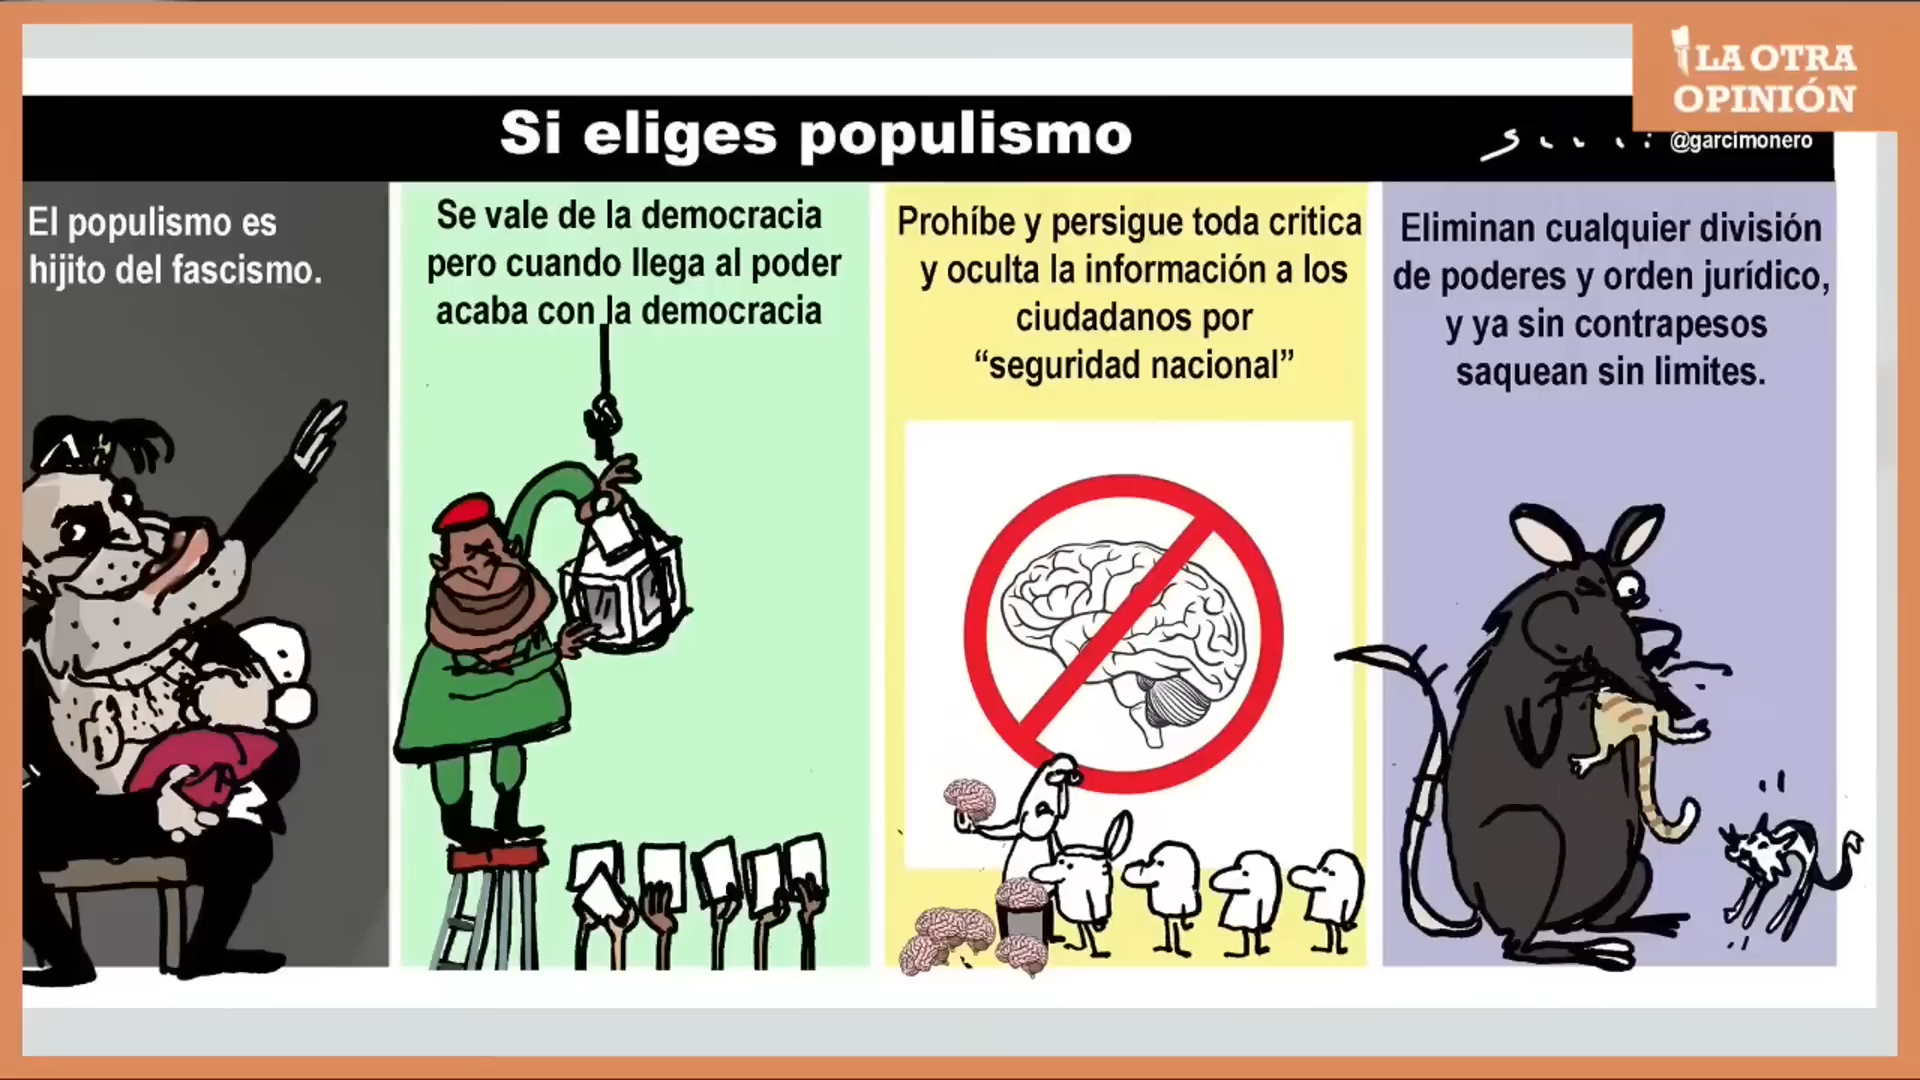 LA OTRA
OPINIÓN
Si eliges populismo
@garcimonero
El populismo es
hijito del fascismo.
Se vale de la democracia
pero cuando llega al poder
acaba con la democracia
Prohíbe y persigue toda critica
y oculta la información a los
ciudadanos por
“seguridad nacional”
Eliminan cualquier división
de poderes y orden jurídico,
y ya sin contrapesos
saquean sin limites.